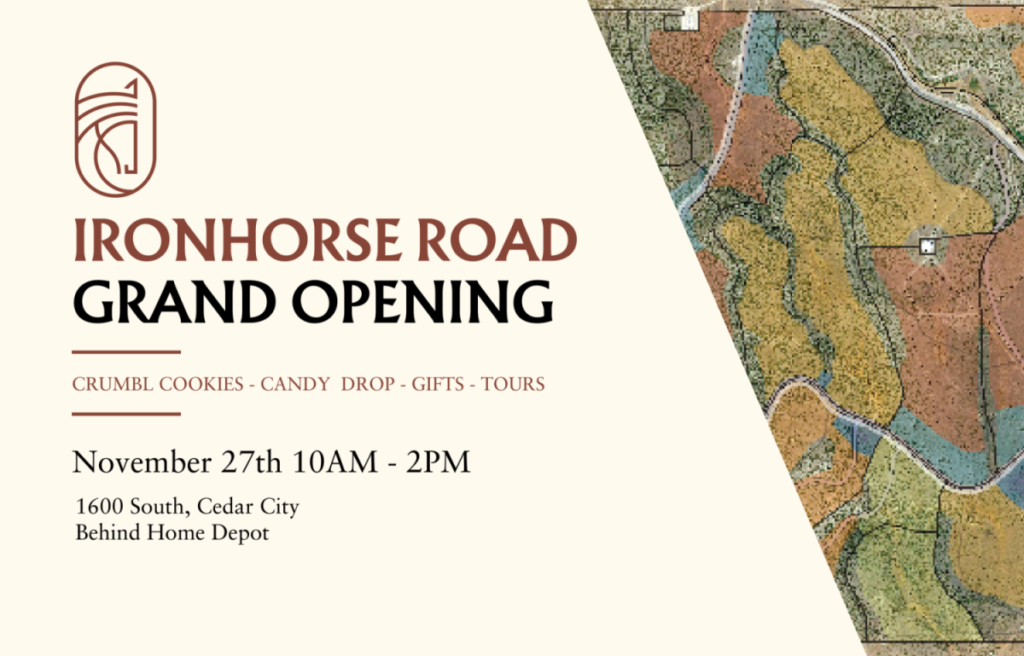 IRONHORSE ROAD
GRAND OPENING
CRUMBL COOKIES - CANDY DROP - GIFTS - TOURS
November 27th 10AM - 2PM
1600 South, Cedar City
Behind Home Depot